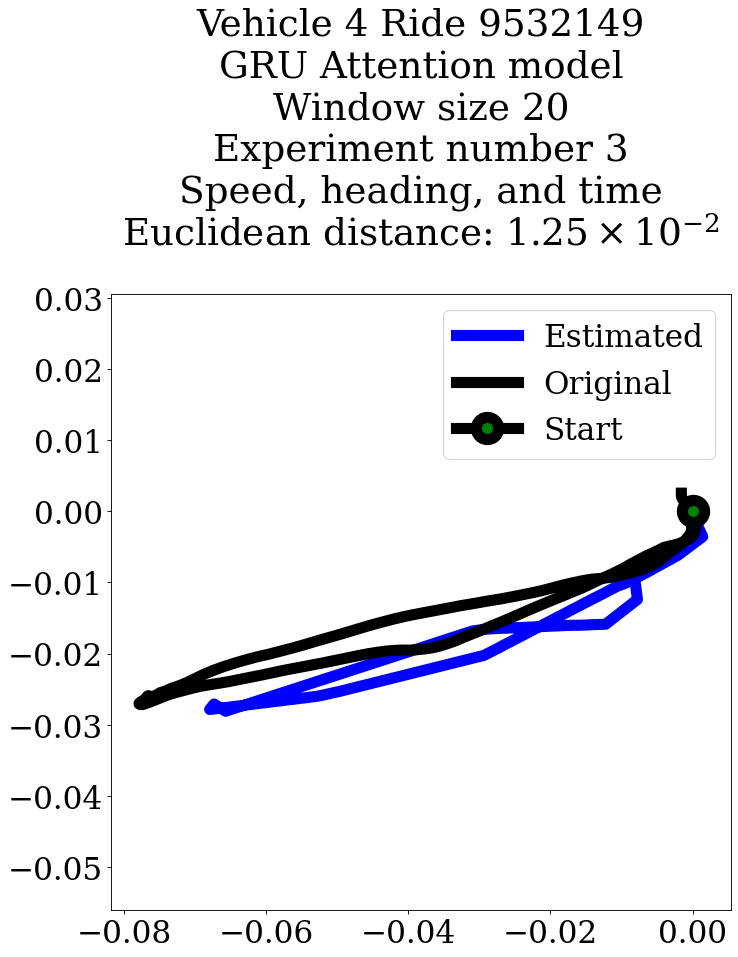 Vehicle 4 Ride 9532149
GRU Attention model
Window size 20
Experiment number 3
Speed, heading, and time
Euclidean distance: 1.25 × 10⁻²
Estimated
Original
Start
0.03
0.02
0.01
0.00
−0.01
−0.02
−0.03
−0.04
−0.05
−0.08 −0.06 −0.04 −0.02 0.00